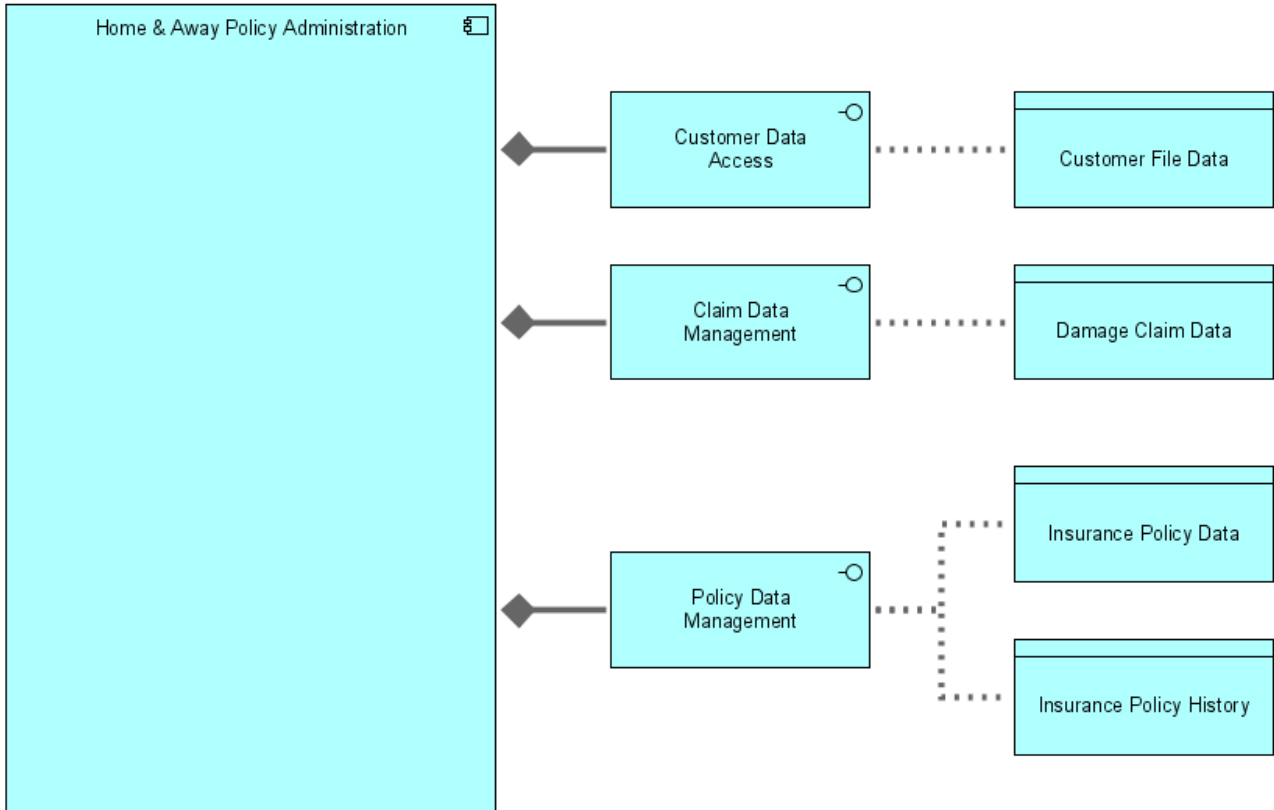 Home & Away Policy Administration
Customer Data
Access
Customer File Data
Claim Data
Management
Damage Claim Data
Insurance Policy Data
Policy Data
Management
Insurance Policy History